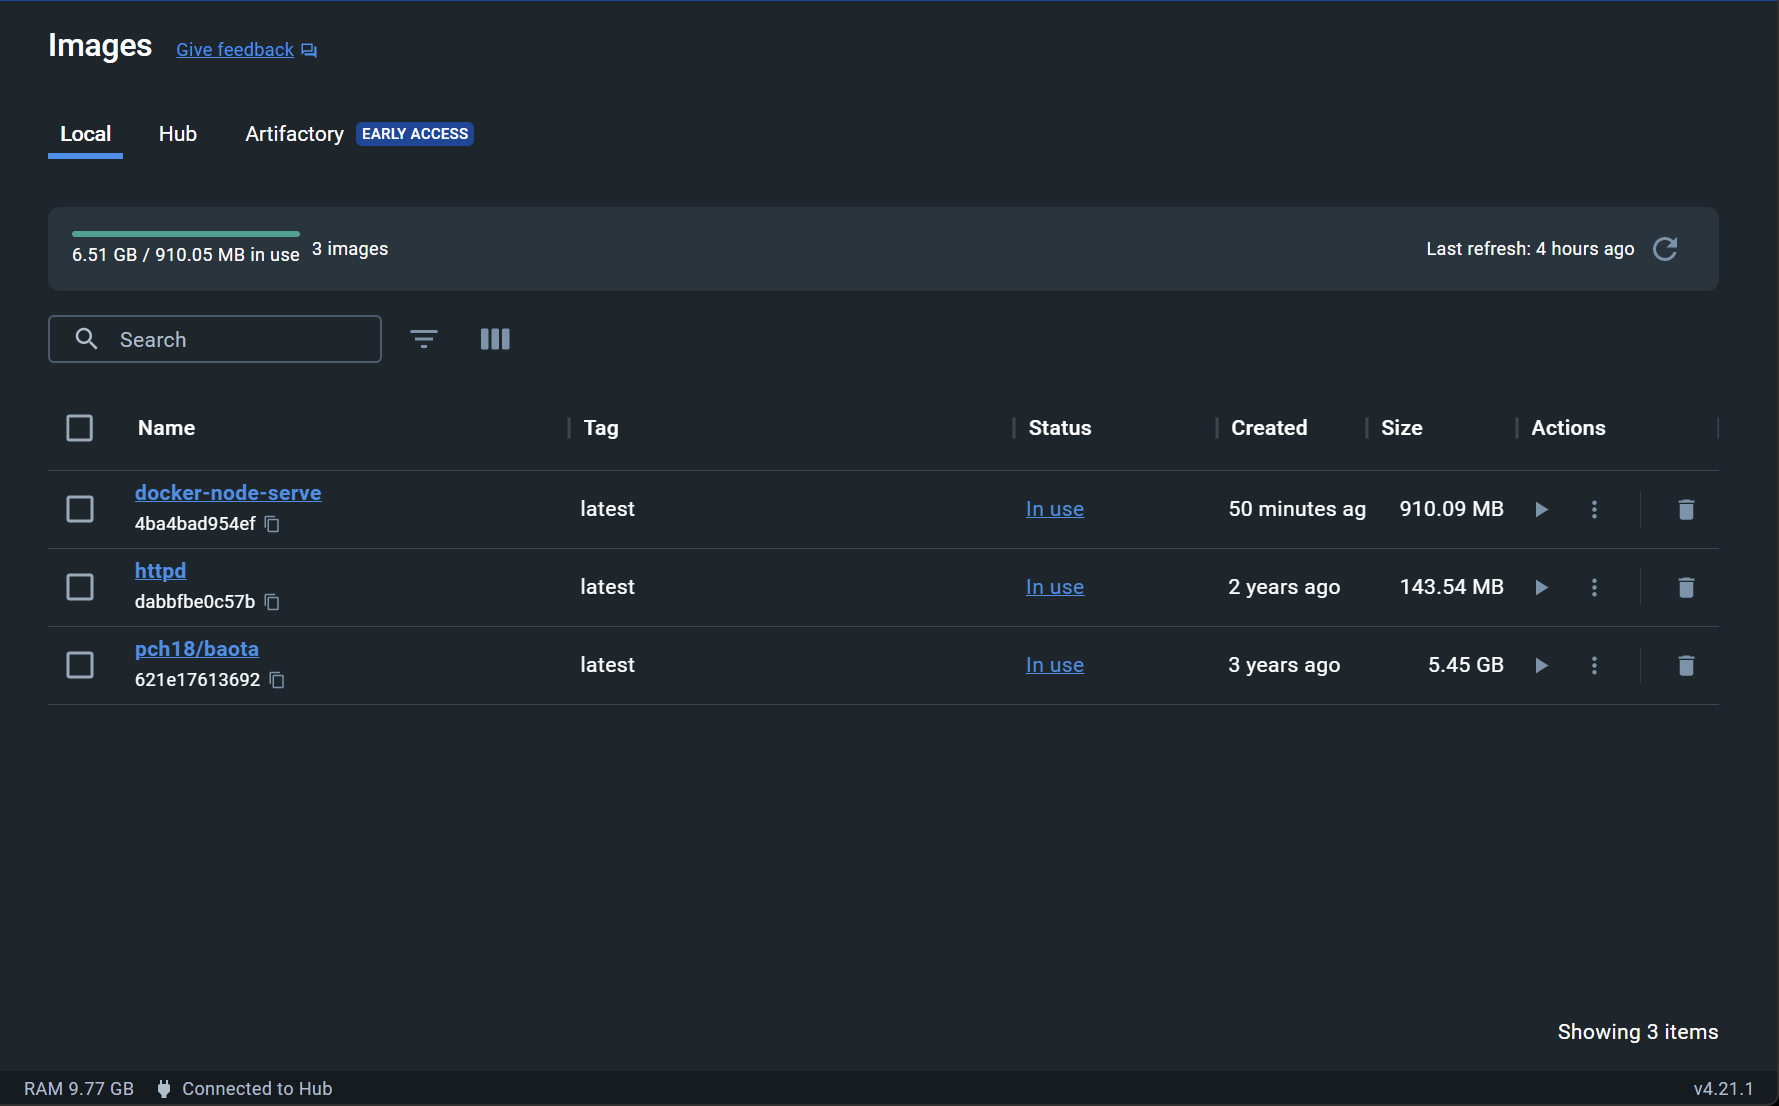 Images Give feedback
Local Hub Artifactory EARLY ACCESS
6.51 GB / 910.05 MB in use 3 images Last refresh: 4 hours ago
Search
Name Tag Status Created Size Actions
docker-node-serve
4ba4bad954ef latest In use 50 minutes ag 910.09 MB
httpd
dabbfbe0c57b latest In use 2 years ago 143.54 MB
pch18/baota
621e17613692 latest In use 3 years ago 5.45 GB
Showing 3 items
RAM 9.77 GB Connected to Hub v4.21.1